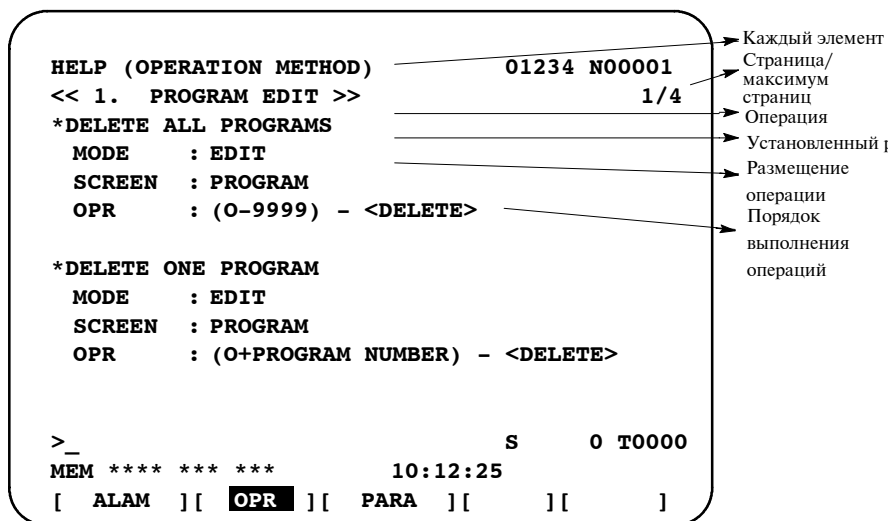 HELP (OPERATION METHOD) 01234 N00001
<< 1. PROGRAM EDIT >> 1/4
*DELETE ALL PROGRAMS
MODE : EDIT
SCREEN : PROGRAM
OPR : (O-9999) - <DELETE>
*DELETE ONE PROGRAM
MODE : EDIT
SCREEN : PROGRAM
OPR : (O+PROGRAM NUMBER) - <DELETE>
>_ S 0 T0000
MEM **** *** *** 10:12:25
[ ALAM ][ OPR ][ PARA ][ ][ ]
Каждый элемент
Страница/
максимум
страниц
Операция
Установленный
Размещение
операции
Порядок
выполнения
операций